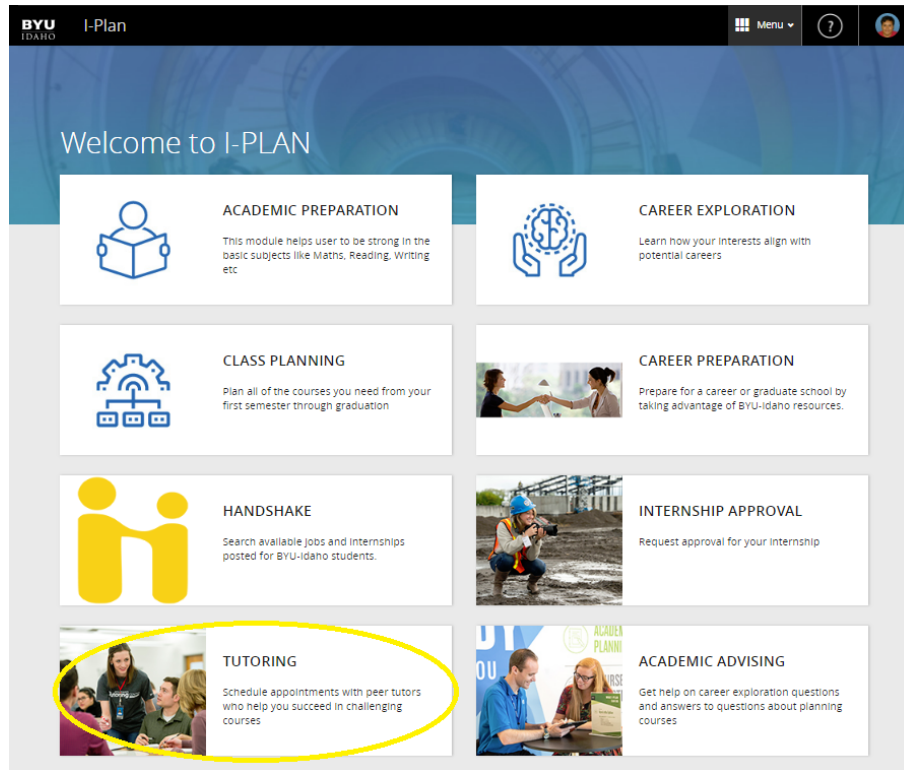 BYU
IDAHO
I-Plan
Menu
?
Welcome to I-PLAN
ACADEMIC PREPARATION
This module helps user to be strong in the
basic subjects like Maths, Reading, Writing
etc
CAREER EXPLORATION
Learn how your interests align with
potential careers
CLASS PLANNING
Plan all of the courses you need from your
first semester through graduation
CAREER PREPARATION
Prepare for a career or graduate school by
taking advantage of BYU-Idaho resources.
HANDSHAKE
Search available jobs and internships
posted for BYU-Idaho students.
INTERNSHIP APPROVAL
Request approval for your internship
TUTORING
Schedule appointments with peer tutors
who help you succeed in challenging
courses
ACADEMIC ADVISING
Get help on career exploration questions
and answers to questions about planning
courses